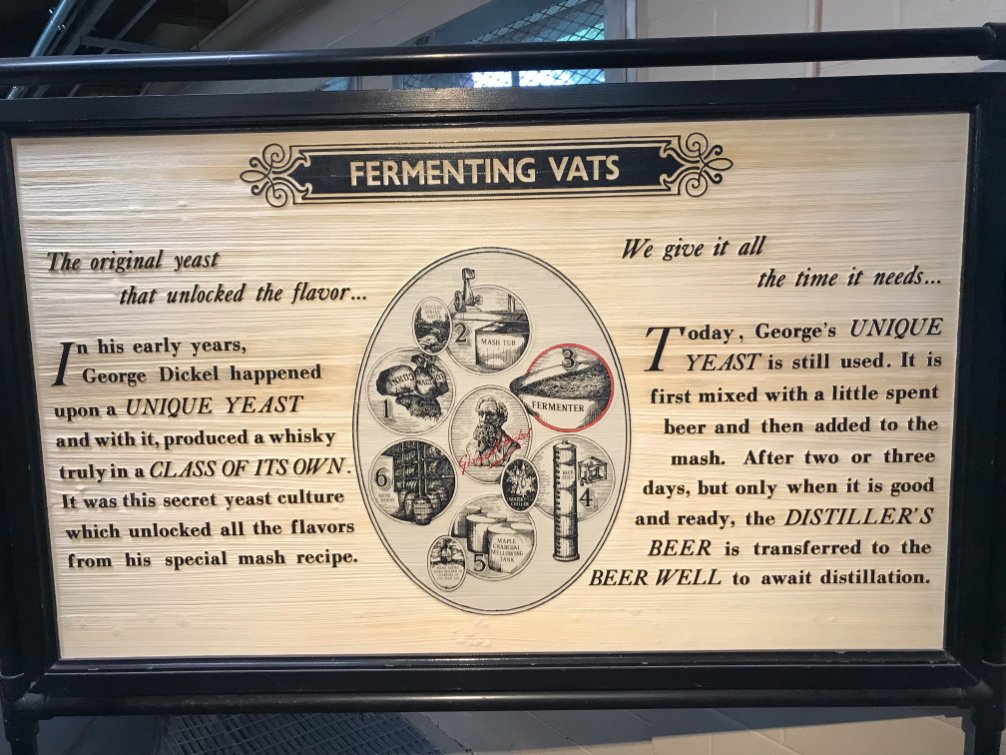 FERMENTING VATS
The original yeast
that unlocked the flavor...
In his early years,
George Dickel happened
upon a UNIQUE YEAST
and with it, produced a whisky
truly in a CLASS OF ITS OWN.
It was this secret yeast culture
which unlocked all the flavors
from his special mash recipe.
2
MASH TUB
3
FERMENTER
1
6
4
5
MAPLE
CHARCOAL
MELLOWING
TANK
We give it all
the time it needs...
Today, George's UNIQUE
YEAST is still used. It is
first mixed with a little spent
beer and then added to the
mash. After two or three
days, but only when it is good
and ready, the DISTILLER'S
BEER is transferred to the
BEER WELL to await distillation.